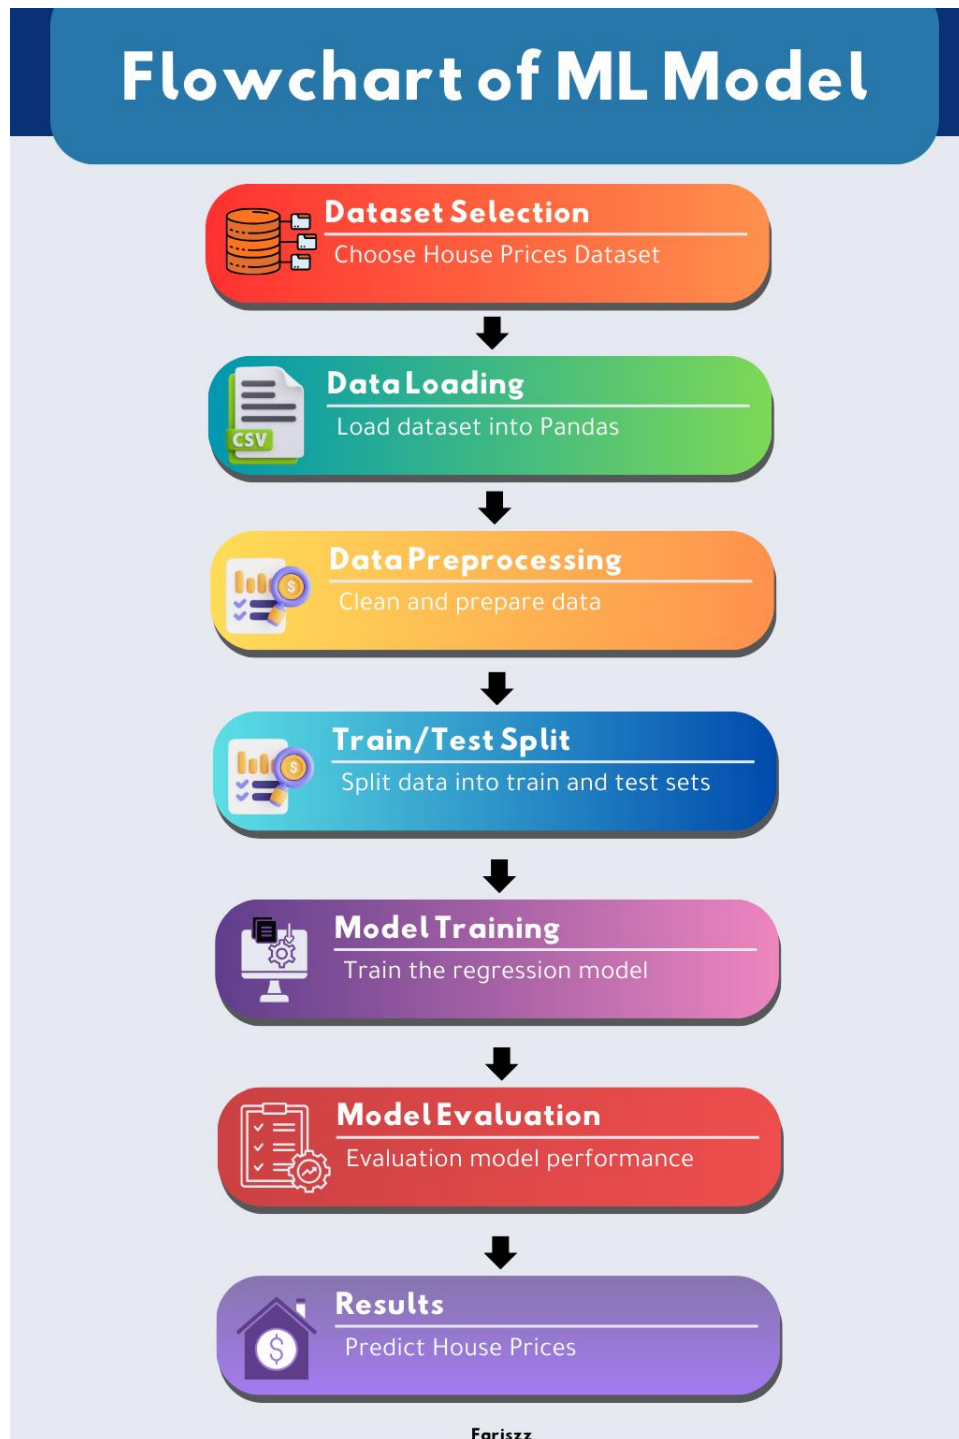 Flowchart of ML Model
Dataset Selection
Choose House Prices Dataset
Data Loading
Load dataset into Pandas
CSV
Data Preprocessing
Clean and prepare data
$
Train/Test Split
Split data into train and test sets
$
Model Training
Train the regression model
Model Evaluation
Evaluation model performance
Results
Predict House Prices
$
Fariszz